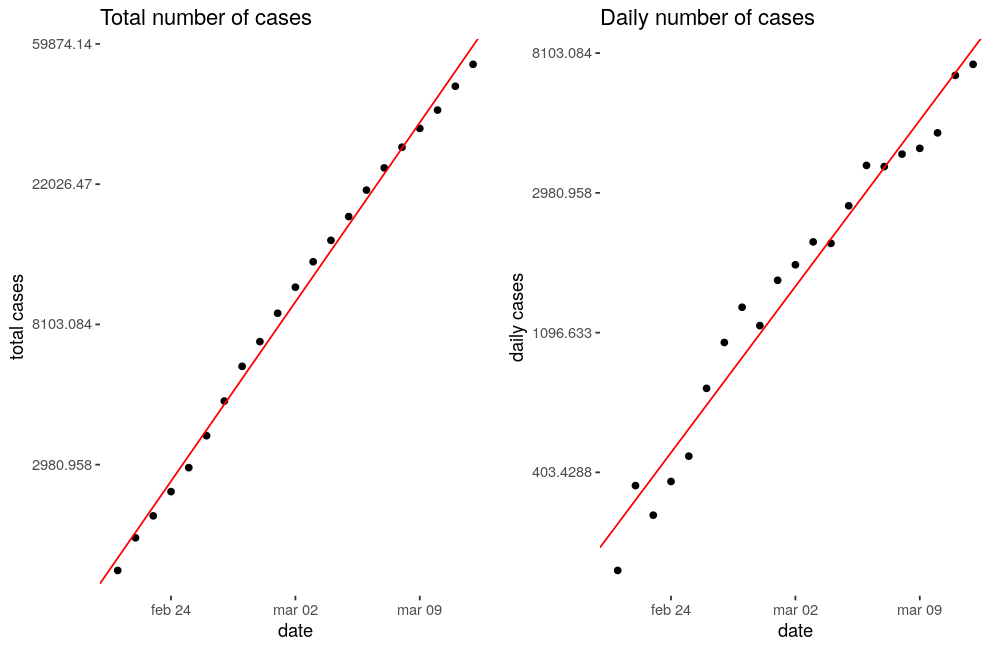 Total number of cases
total cases
59874.14
22026.47
8103.084
2980.958
feb 24
mar 02
mar 09
date
Daily number of cases
daily cases
8103.084
2980.958
1096.633
403.4288
feb 24
mar 02
mar 09
date